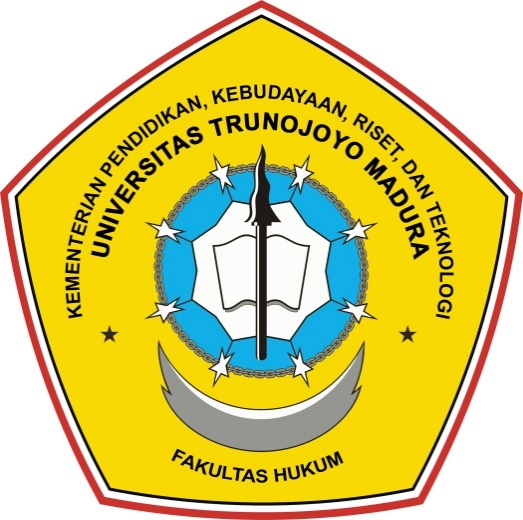 KEMENTERIAN PENDIDIKAN, KEBUDAYAAN, RISET, DAN TEKNOLOGI
UNIVERSITAS TRUNOJOYO MADURA
FAKULTAS HUKUM